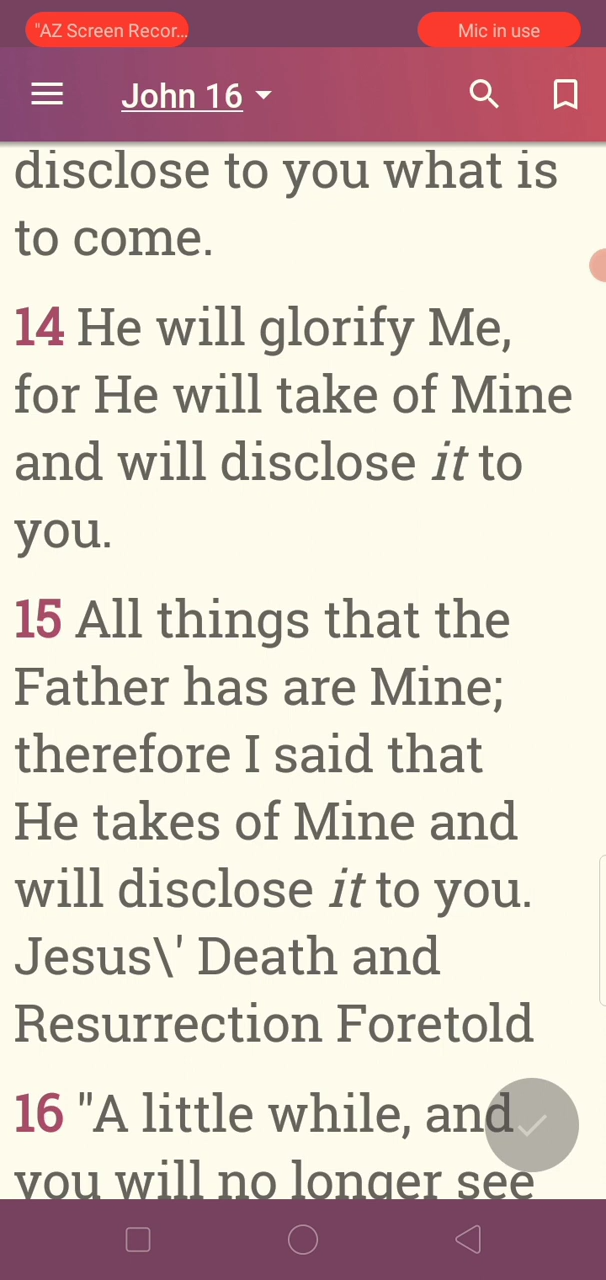 "AZ Screen Recor...
Mic in use
John 16
disclose to you what is
to come.
14 He will glorify Me,
for He will take of Mine
and will disclose it to
you.
15 All things that the
Father has are Mine;
therefore I said that
He takes of Mine and
will disclose it to you.
Jesus\' Death and
Resurrection Foretold
16 "A little while, and
you will no longer see